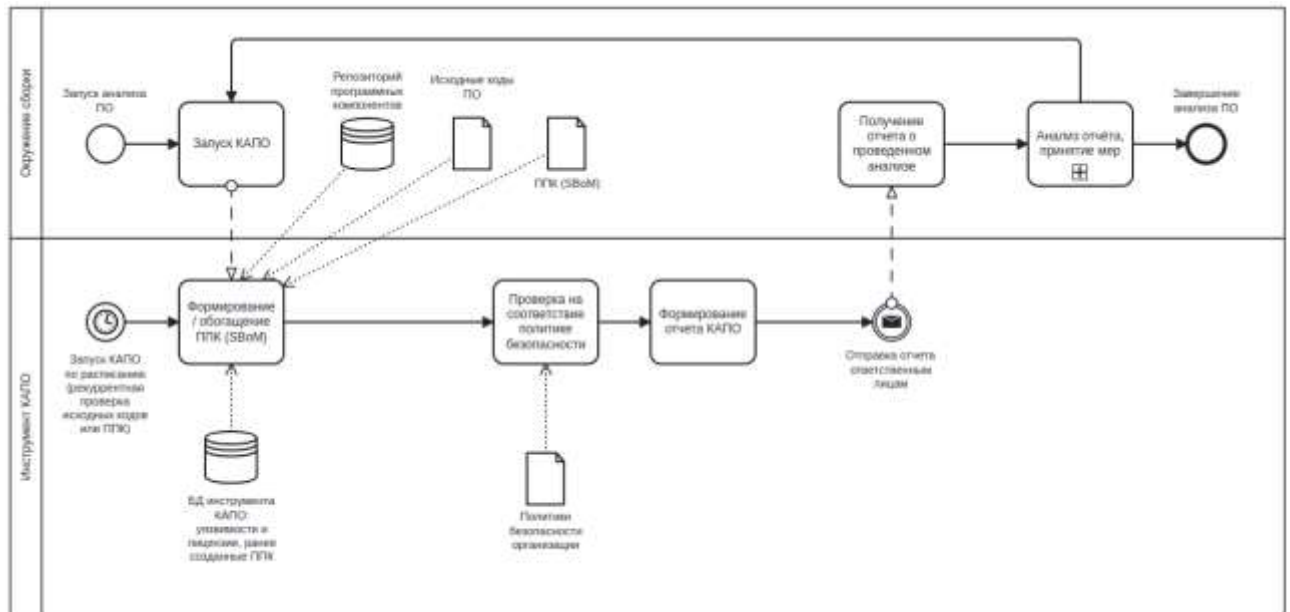 Окружение сборки
Запуск анализа
ПО
Запуск КАПО
Репозиторий
программных
компонентов
Исходные коды
ПО
ППК (SBoM)
Получение
отчета о
проведенном
анализе
Анализ отчёта,
принятие мер
Завершение
анализа ПО
Инструмент КАПО
Запуск КАПО
по расписанию
(рекуррентная
проверка
исходных кодов
или ППК)
Формирование
/ обогащение
ППК (SBoM)
БД инструмента
КАПО:
уязвимости и
лицензии, ранее
созданные ППК
Проверка на
соответствие
политике
безопасности
Политики
безопасности
организации
Формирование
отчета КАПО
Отправка отчета
ответственным
лицам